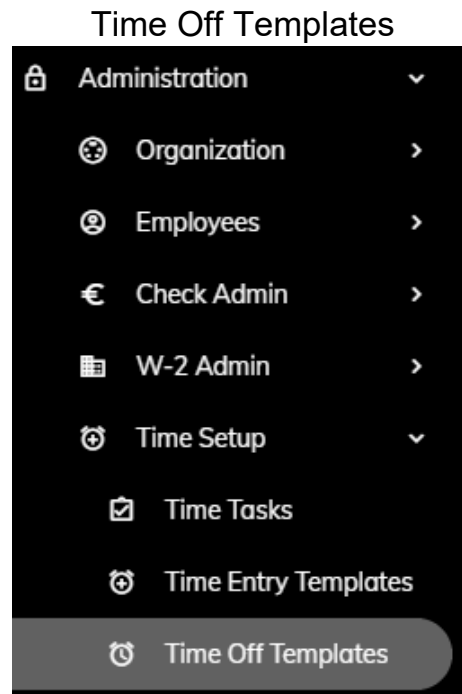 Time Off Templates
Administration
Organization
Employees
Check Admin
W-2 Admin
Time Setup
Time Tasks
Time Entry Templates
Time Off Templates